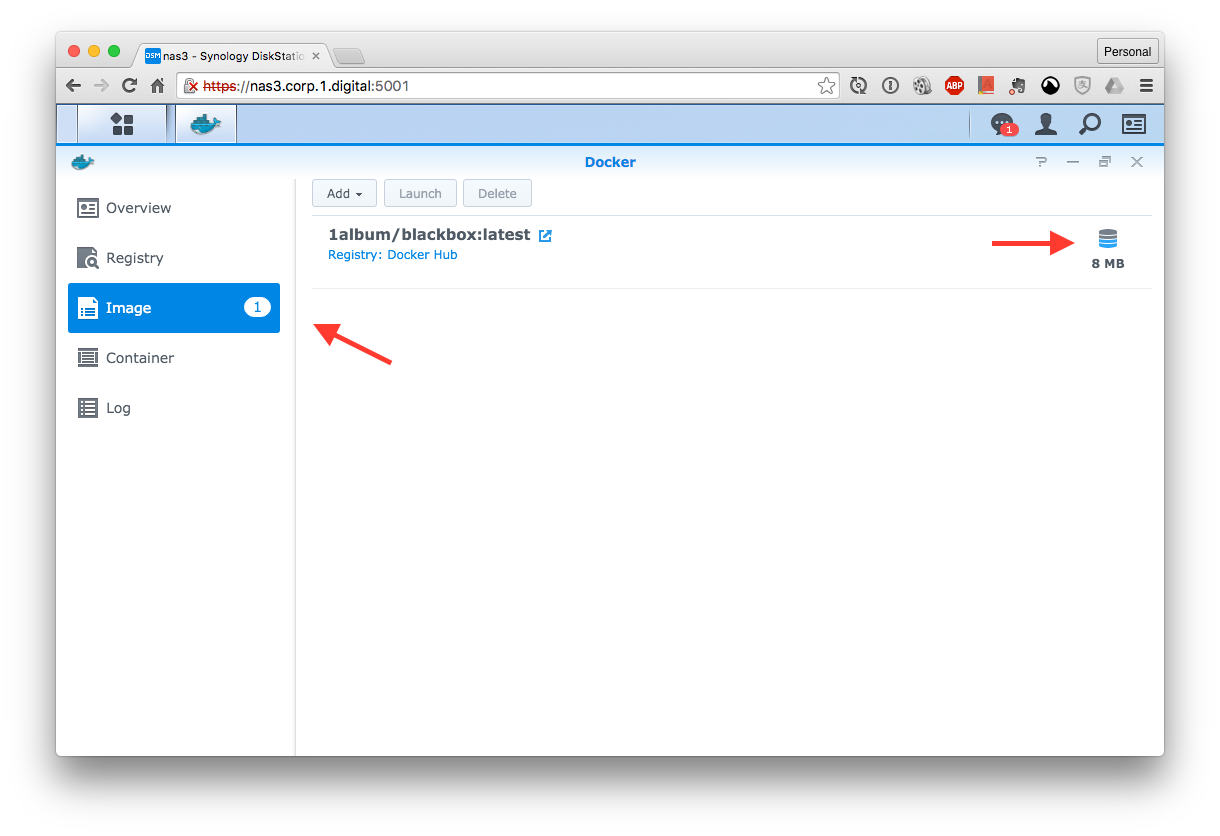 DSM nas3 - Synology DiskStatio
Personal
https://nas3.corp.1.digital:5001
ABP
1
Docker
Overview
Registry
Image 1
Container
Log
Add Launch Delete
1album/blackbox:latest
Registry: Docker Hub
8 MB